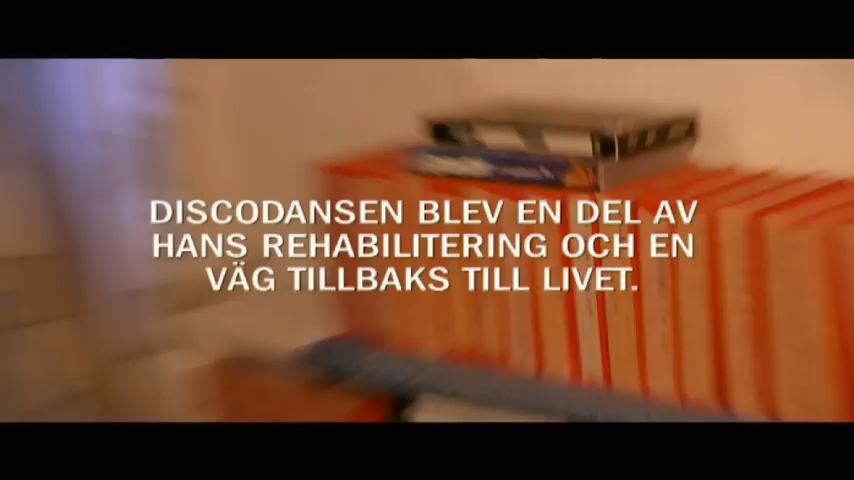 DISCODANSEN BLEV EN DEL AV
HANS REHABILITERING OCH EN
VÄG TILLBAKS TILL LIVET.